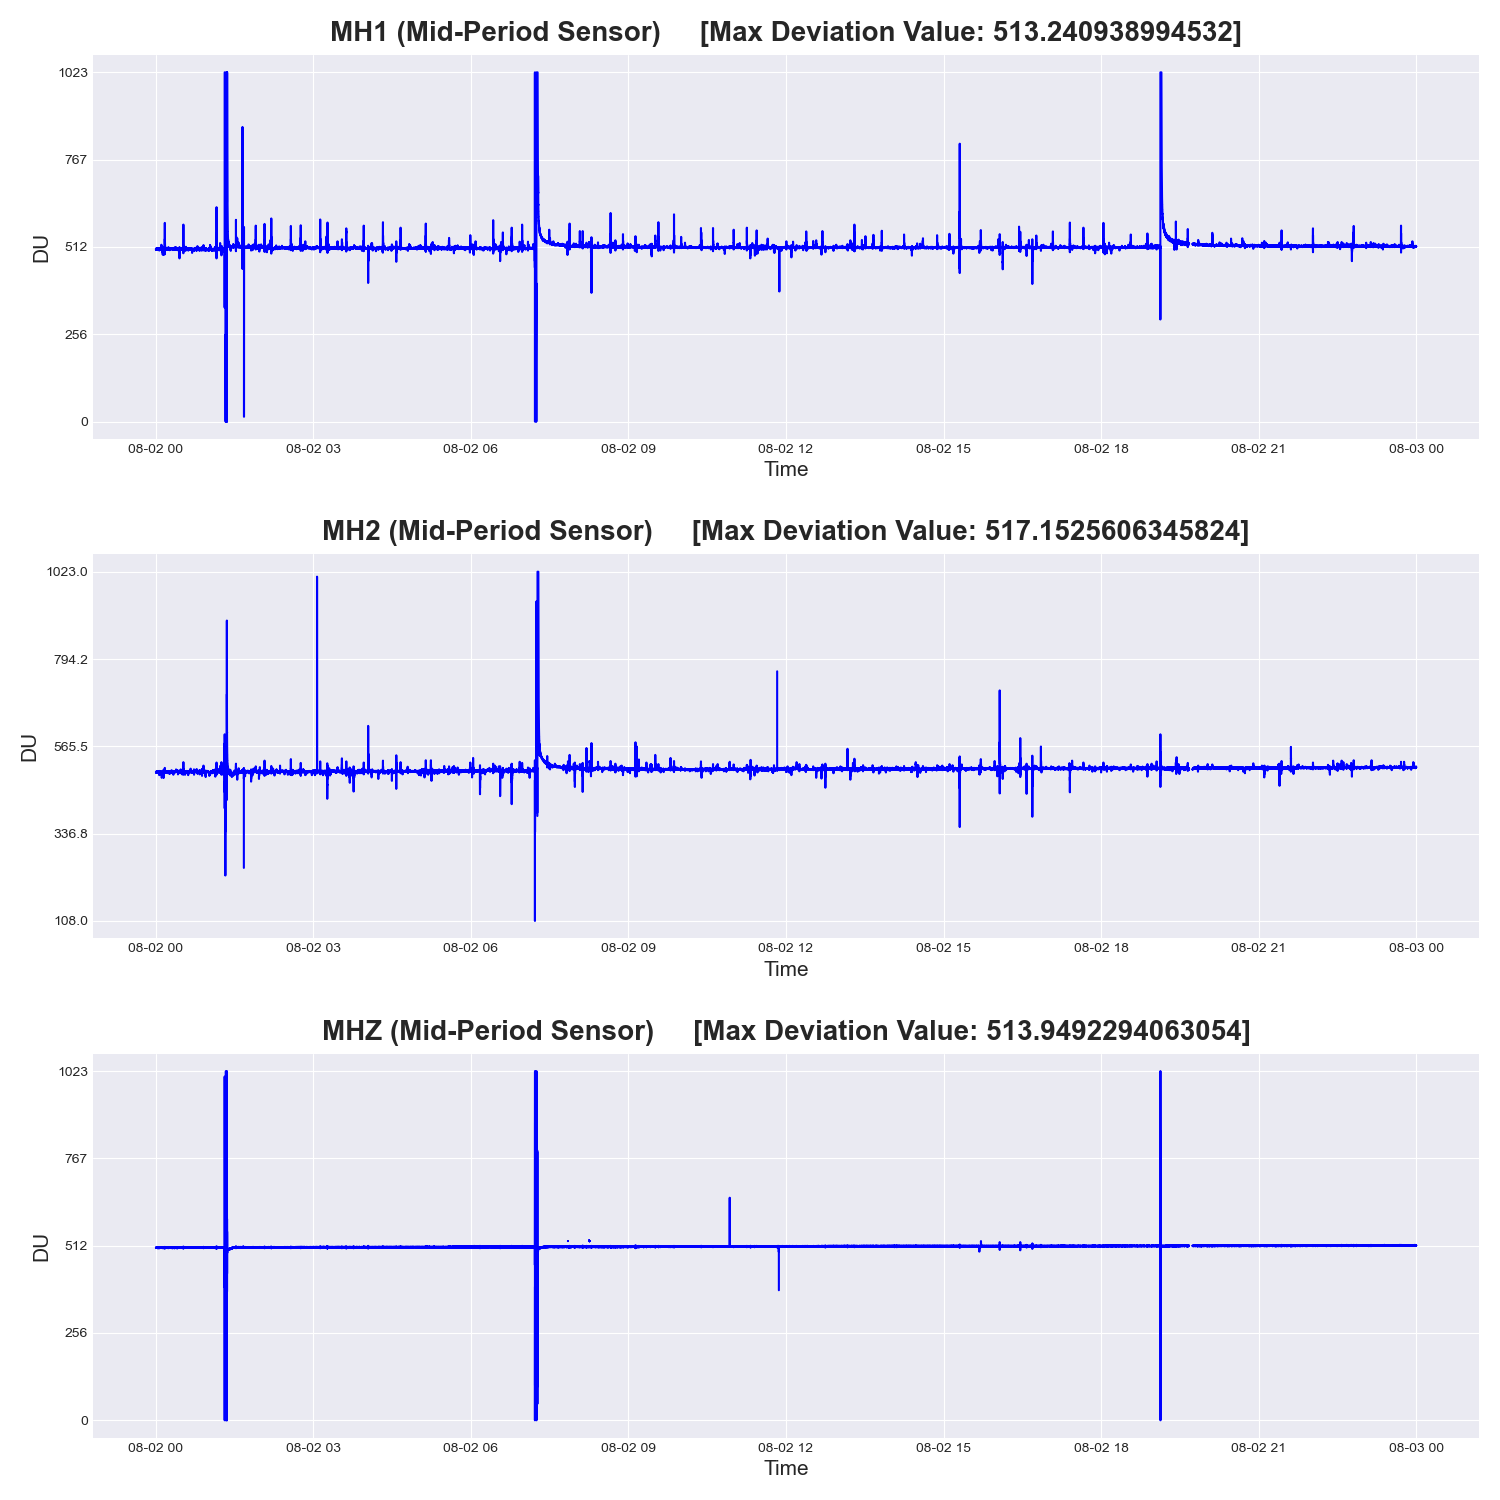 MH1 (Mid-Period Sensor) [Max Deviation Value: 513.240938994532]
1023
767
512
256
0
DU
08-02 00 08-02 03 08-02 06 08-02 09 08-02 12 08-02 15 08-02 18 08-02 21 08-03 00
Time
MH2 (Mid-Period Sensor) [Max Deviation Value: 517.1525606345824]
1023.0
794.2
565.5
336.8
108.0
DU
08-02 00 08-02 03 08-02 06 08-02 09 08-02 12 08-02 15 08-02 18 08-02 21 08-03 00
Time
MHZ (Mid-Period Sensor) [Max Deviation Value: 513.9492294063054]
1023
767
512
256
0
DU
08-02 00 08-02 03 08-02 06 08-02 09 08-02 12 08-02 15 08-02 18 08-02 21 08-03 00
Time